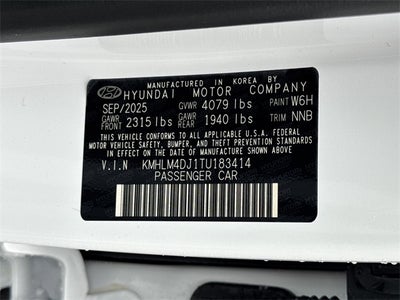 MANUFACTURED IN KOREA BY
HYUNDAI MOTOR COMPANY
SEP/2025 GVWR 4079 lbs PAINT W6H
GAWR FRONT 2315 lbs GAWR REAR 1940 lbs TRIM NNB
THIS VEHICLE CONFORMS TO ALL APPLICABLE U.S.A. FEDERAL
MOTOR VEHICLE SAFETY, BUMPER, AND THEFT PREVENTION
STANDARDS IN EFFECT ON THE DATE OF MANUFACTURE SHOWN ABOVE.
V.I.N KMHLM4DJ1TU183414
PASSENGER CAR